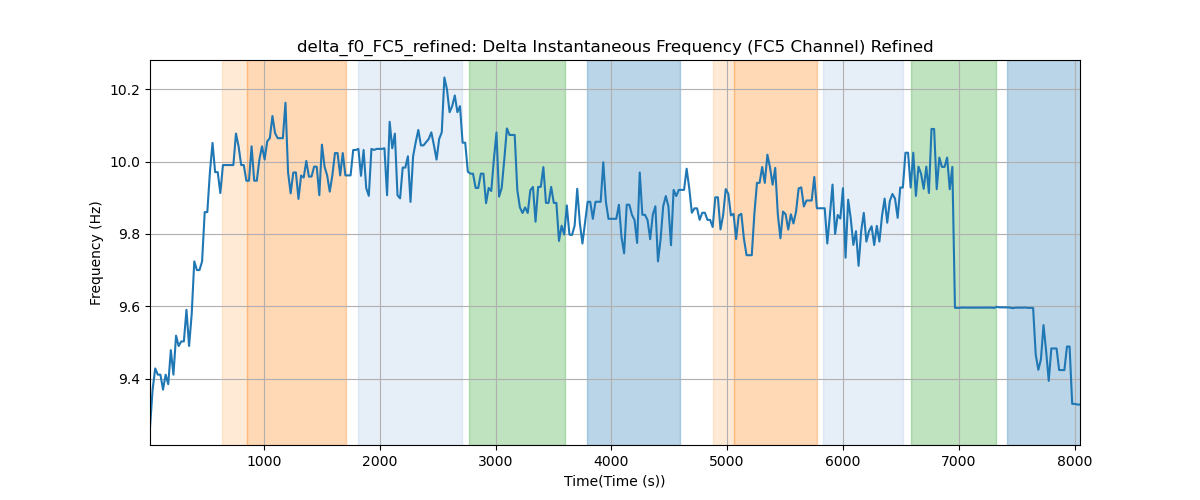 delta_f0_FC5_refined: Delta Instantaneous Frequency (FC5 Channel) Refined
Frequency (Hz)
10.2
10.0
9.8
9.6
9.4
1000 2000 3000 4000 5000 6000 7000 8000
Time(Time (s))